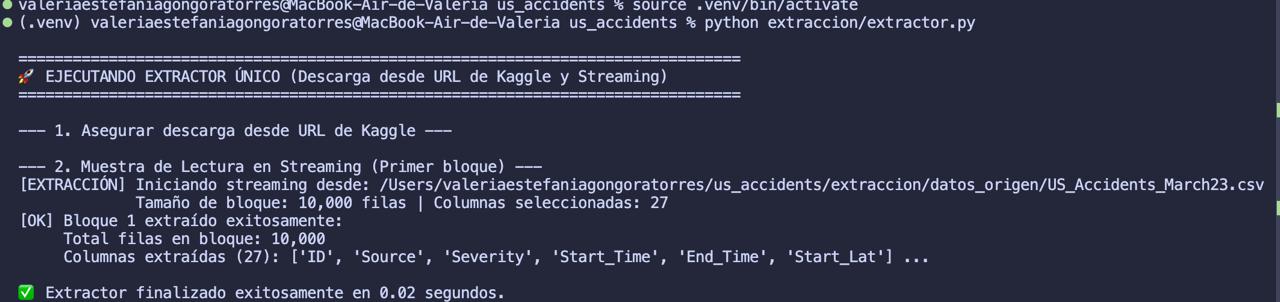 valeriaestefaniagongoratorres@MacBook-Air-de-Valeria us_accidents % source .venv/bin/activate
(.venv) valeriaestefaniagongoratorres@MacBook-Air-de-Valeria us_accidents % python extraccion/extractor.py
================================================================================
🚀 EJECUTANDO EXTRACTOR ÚNICO (Descarga desde URL de Kaggle y Streaming)
================================================================================
--- 1. Asegurar descarga desde URL de Kaggle ---
--- 2. Muestra de Lectura en Streaming (Primer bloque) ---
[EXTRACCIÓN] Iniciando streaming desde: /Users/valeriaestefaniagongoratorres/us_accidents/extraccion/datos_origen/US_Accidents_March23.csv
Tamaño de bloque: 10,000 filas | Columnas seleccionadas: 27
[OK] Bloque 1 extraído exitosamente:
Total filas en bloque: 10,000
Columnas extraídas (27): ['ID', 'Source', 'Severity', 'Start_Time', 'End_Time', 'Start_Lat'] ...
✅ Extractor finalizado exitosamente en 0.02 segundos.